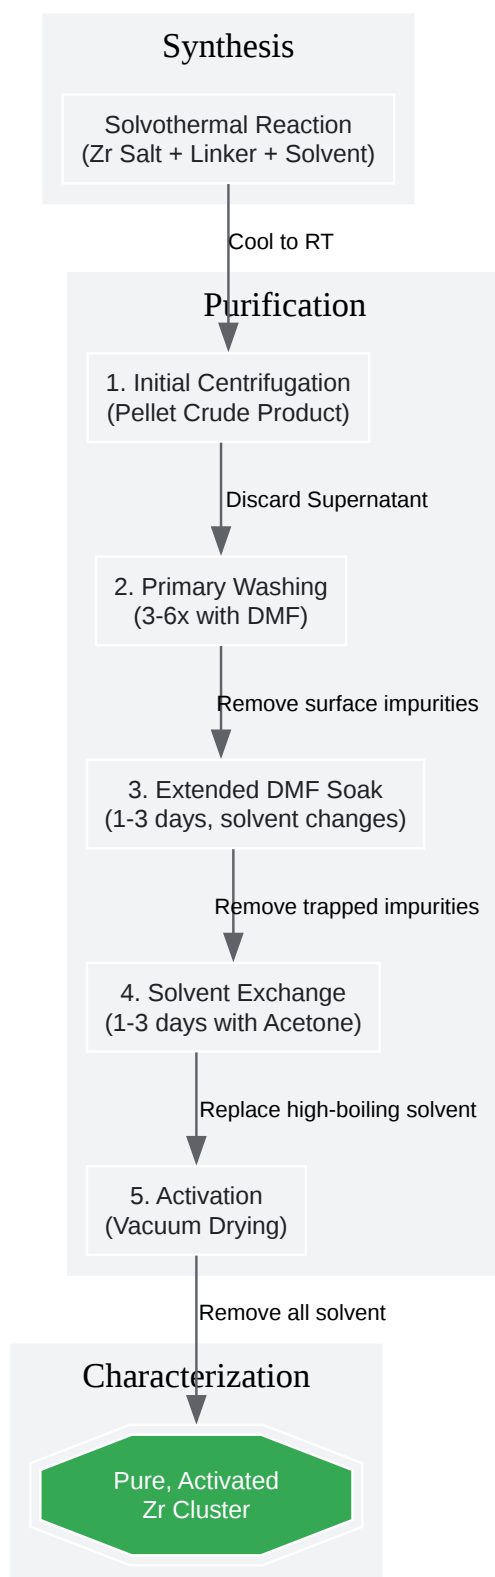 Synthesis
Solvothermal Reaction
(Zr Salt + Linker + Solvent)
Cool to RT
Purification
1. Initial Centrifugation
(Pellet Crude Product)
Discard Supernatant
2. Primary Washing
(3-6x with DMF)
Remove surface impurities
3. Extended DMF Soak
(1-3 days, solvent changes)
Remove trapped impurities
4. Solvent Exchange
(1-3 days with Acetone)
Replace high-boiling solvent
5. Activation
(Vacuum Drying)
Remove all solvent
Characterization
Pure, Activated
Zr Cluster